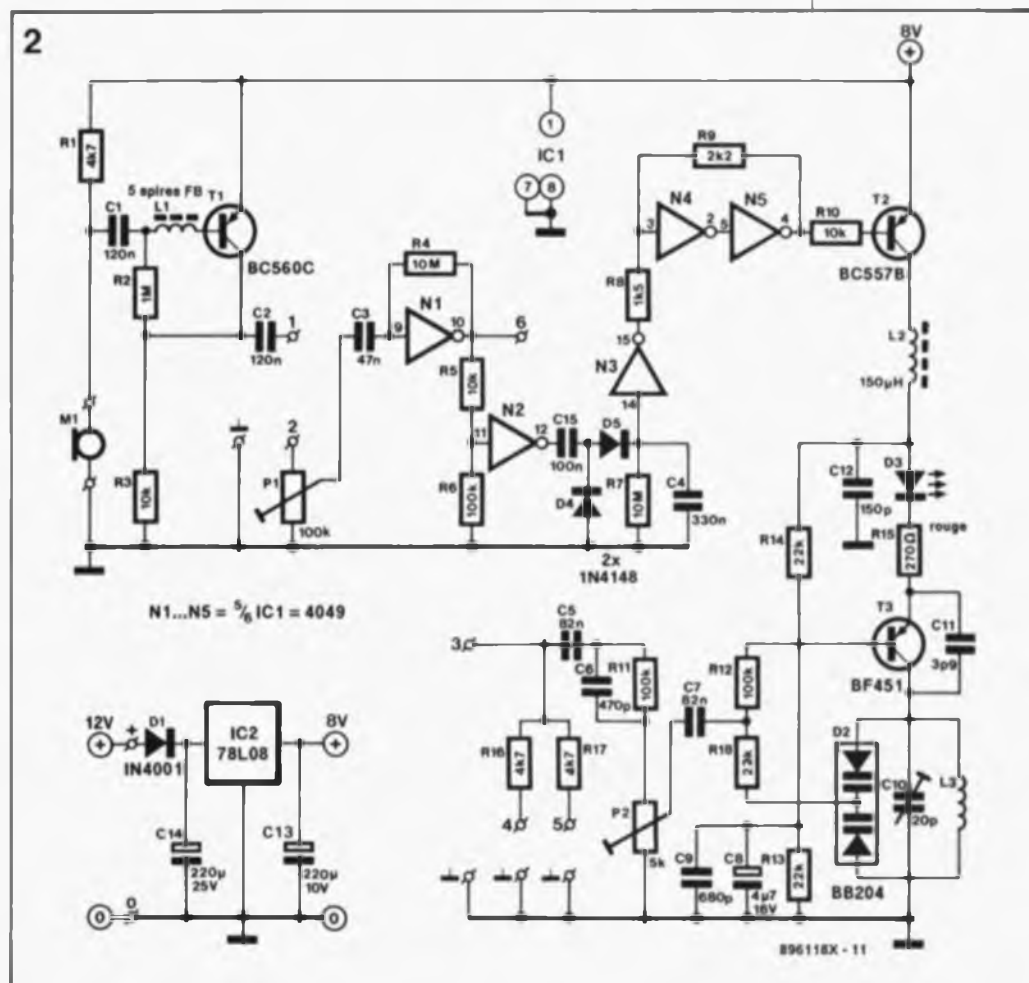 2
8V
+
R1
4k7
5 spires FB
L1
T1
C1
120n
R2
1M
BC560C
C2
120n
1
M1
R3
10k
2
P1
100k
C3
47n
R4
10M
9
N1
10
6
R5
10k
R6
100k
11
N2
12
C15
100n
D5
D4
R7
10M
C4
330n
2x
1N4148
1
IC1
7
8
R9
2k2
N4
3
2
N5
5
4
R8
1k5
15
N3
14
R10
10k
T2
BC557B
L2
150µH
C12
150p
D3
R15
270Ω
rouge
R14
22k
T3
C11
3p9
BF451
N1...N5 = 5/6 IC1 = 4049
3
C5
82n
C6
470p
R11
100k
C7
82n
R12
100k
R18
R16
4k7
R17
4k7
4
5
P2
5k
C9
680p
C8
4µ7
16V
R13
22k
D2
C10
20p
L3
BB204
12V
+
+
D1
IN4001
IC2
78L08
8V
+
C14
220µ
25V
C13
220µ
10V
0
0
0
896118X - 11